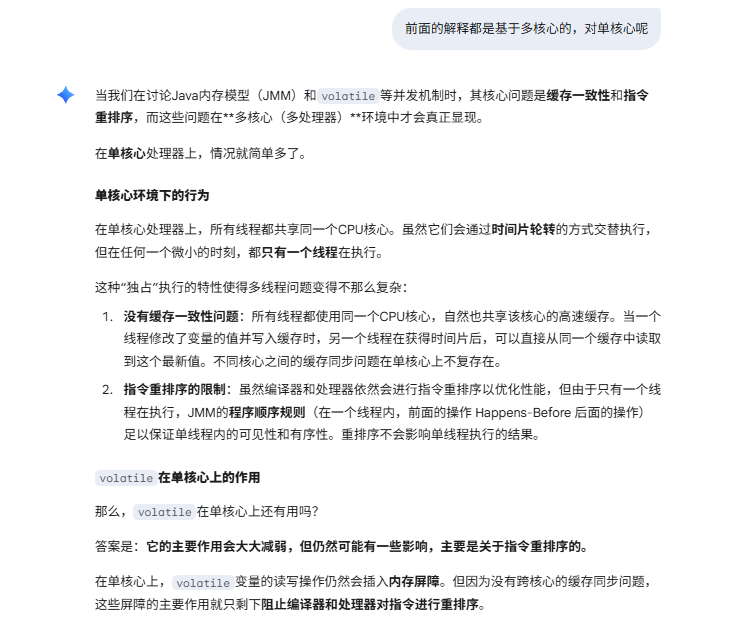 前面的解释都是基于多核心的，对单核心呢
当我们在讨论Java内存模型（JMM）和 volatile 等并发机制时，其核心问题是缓存一致性和指令
重排序，而这些问题在**多核心（多处理器）**环境中才会真正显现。
在单核心处理器上，情况就简单多了。
单核心环境下的行为
在单核心处理器上，所有线程都共享同一个CPU核心。虽然它们会通过时间片轮转的方式交替执行，
但在任何一个微小的时刻，都只有一个线程在执行。
这种“独占”执行的特性使得多线程问题变得不那么复杂：
1. 没有缓存一致性问题：所有线程都使用同一个CPU核心，自然也共享该核心的高速缓存。当一个
线程修改了变量的值并写入缓存时，另一个线程在获得时间片后，可以直接从同一个缓存中读取
到这个最新值。不同核心之间的缓存同步问题在单核心上不复存在。
2. 指令重排序的限制：虽然编译器和处理器依然会进行指令重排序以优化性能，但由于只有一个线
程在执行，JMM的程序顺序规则（在一个线程内，前面的操作 Happens-Before 后面的操作）
足以保证单线程内的可见性和有序性。重排序不会影响单线程执行的结果。
volatile 在单核心上的作用
那么， volatile 在单核心上还有用吗？
答案是：它的主要作用会大大减弱，但仍然可能有一些影响，主要是关于指令重排序的。
在单核心上， volatile 变量的读写操作仍然会插入内存屏障。但因为没有跨核心的缓存同步问题，
这些屏障的主要作用就只剩下阻止编译器和处理器对指令进行重排序。